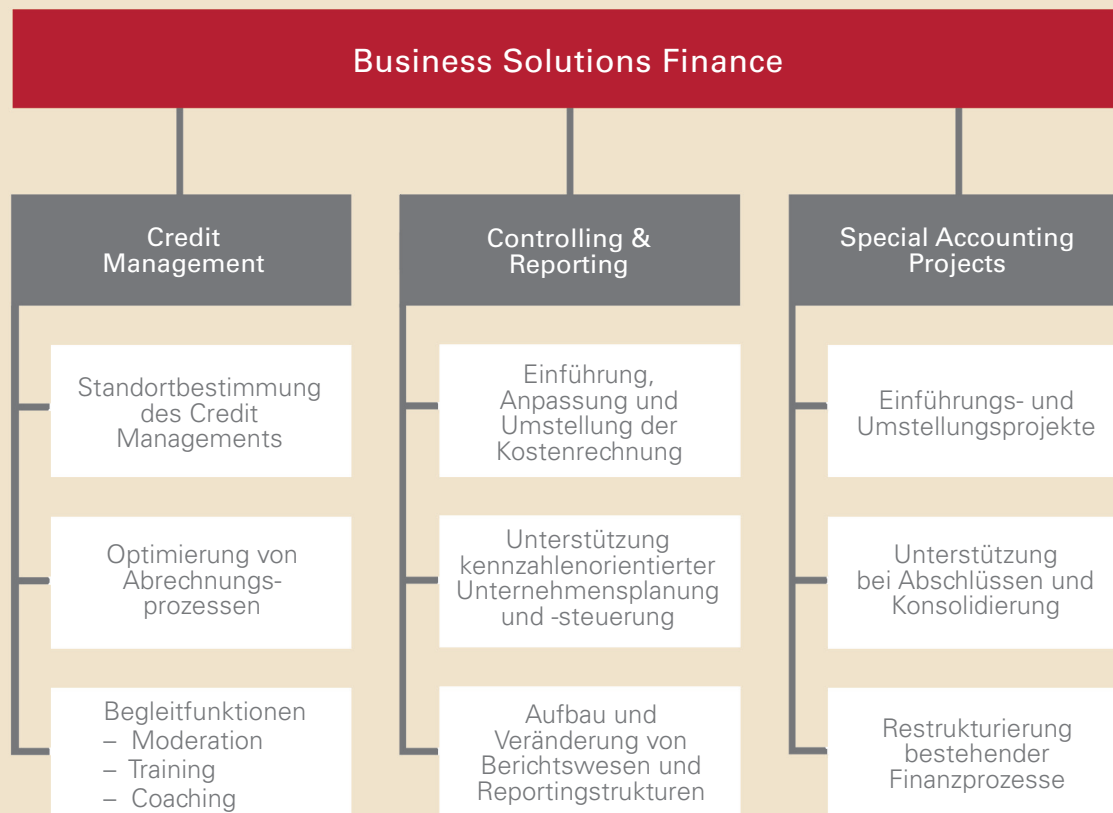 Business Solutions Finance
Credit
Management
Standortbestimmung
des Credit
Managements
Optimierung von
Abrechnungs-
prozessen
Begleitfunktionen
– Moderation
– Training
– Coaching
Controlling &
Reporting
Einführung,
Anpassung und
Umstellung der
Kostenrechnung
Unterstützung
kennzahlenorientierter
Unternehmensplanung
und -steuerung
Aufbau und
Veränderung von
Berichtswesen und
Reportingstrukturen
Special Accounting
Projects
Einführungs- und
Umstellungsprojekte
Unterstützung
bei Abschlüssen und
Konsolidierung
Restrukturierung
bestehender
Finanzprozesse